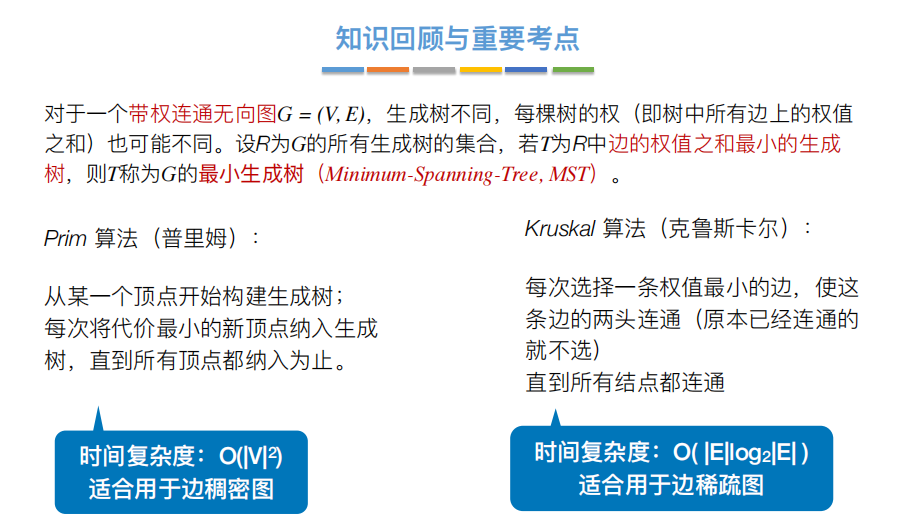 知识回顾与重要考点
对于一个带权连通无向图G = (V, E)，生成树不同，每棵树的权（即树中所有边上的权值
之和）也可能不同。设R为G的所有生成树的集合，若T为R中边的权值之和最小的生成
树，则T称为G的最小生成树（Minimum-Spanning-Tree, MST）。
Prim 算法（普里姆）：
从某一个顶点开始构建生成树；
每次将代价最小的新顶点纳入生成
树，直到所有顶点都纳入为止。
时间复杂度：O(|V|²)
适合用于边稠密图
Kruskal 算法（克鲁斯卡尔）：
每次选择一条权值最小的边，使这
条边的两头连通（原本已经连通的
就不选）
直到所有结点都连通
时间复杂度：O( |E|log₂|E| )
适合用于边稀疏图